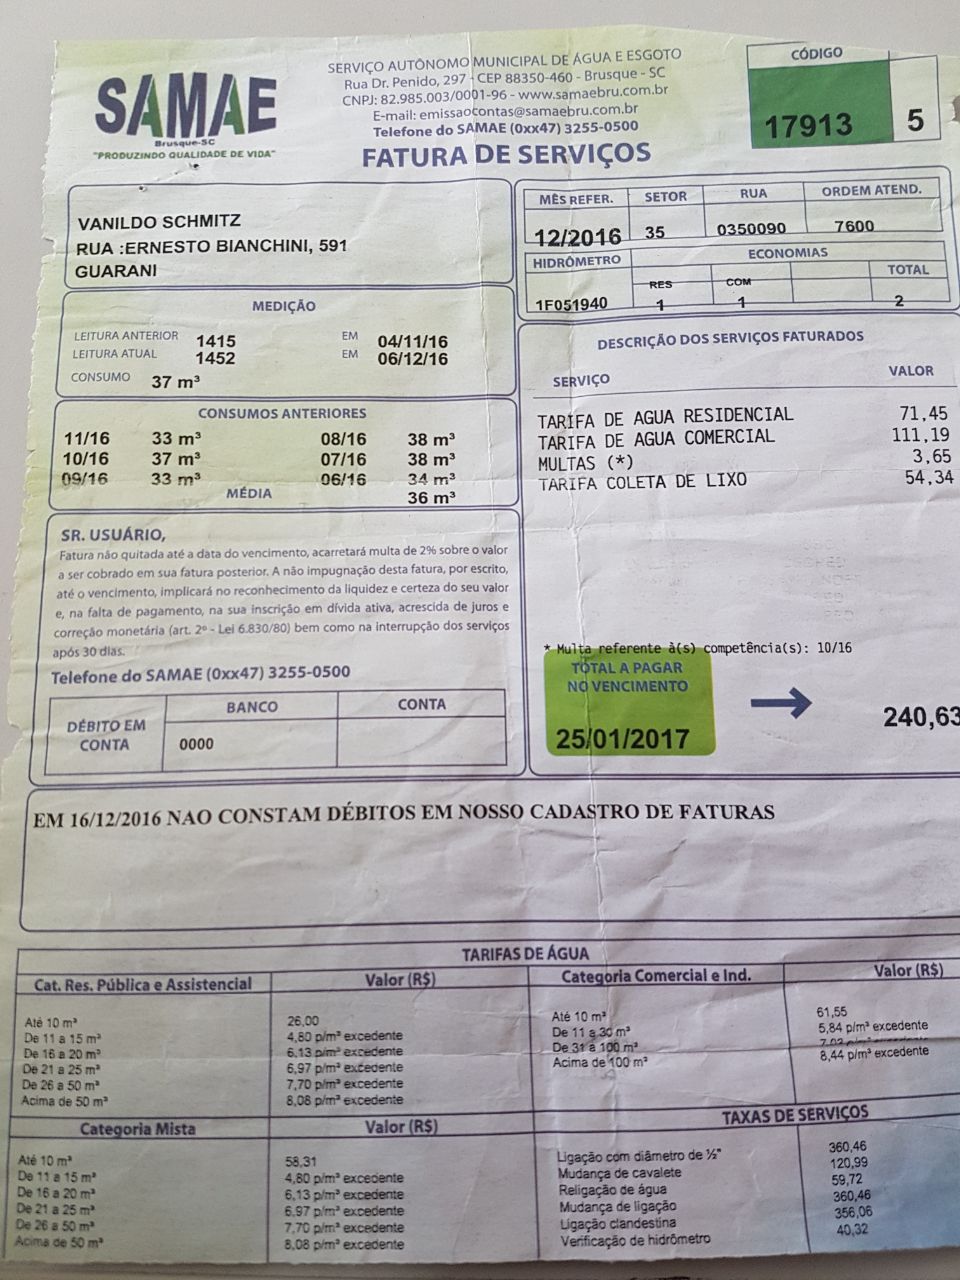 SAMAE
Brusque-SC
"PRODUZINDO QUALIDADE DE VIDA"
SERVIÇO AUTÔNOMO MUNICIPAL DE ÁGUA E ESGOTO
Rua Dr. Penido, 297 - CEP 88350-460 - Brusque - SC
CNPJ: 82.985.003/0001-96 - www.samaebru.com.br
E-mail: emissaocontas@samaebru.com.br
Telefone do SAMAE (0xx47) 3255-0500
FATURA DE SERVIÇOS
CÓDIGO
17913 5
VANILDO SCHMITZ
RUA :ERNESTO BIANCHINI, 591
GUARANI
MÊS REFER. SETOR RUA ORDEM ATEND.
12/2016 35 0350090 7600
HIDRÔMETRO ECONOMIAS
RES COM TOTAL
1F051940 1 1 2
MEDIÇÃO
LEITURA ANTERIOR 1415 EM 04/11/16
LEITURA ATUAL 1452 EM 06/12/16
CONSUMO 37 m³
CONSUMOS ANTERIORES
11/16 33 m³ 08/16 38 m³
10/16 37 m³ 07/16 38 m³
09/16 33 m³ 06/16 34 m³
MÉDIA 36 m³
DESCRIÇÃO DOS SERVIÇOS FATURADOS
SERVIÇO VALOR
TARIFA DE AGUA RESIDENCIAL 71,45
TARIFA DE AGUA COMERCIAL 111,19
MULTAS (*) 3,65
TARIFA COLETA DE LIXO 54,34
* Multa referente à(s) competência(s): 10/16
TOTAL A PAGAR
NO VENCIMENTO
25/01/2017 240,63
SR. USUÁRIO,
Fatura não quitada até a data do vencimento, acarretará multa de 2% sobre o valor
a ser cobrado em sua fatura posterior. A não impugnação desta fatura, por escrito,
até o vencimento, implicará no reconhecimento da liquidez e certeza do seu valor
e, na falta de pagamento, na sua inscrição em dívida ativa, acrescida de juros e
correção monetária (art. 2º - Lei 6.830/80) bem como na interrupção dos serviços
após 30 dias.
Telefone do SAMAE (0xx47) 3255-0500
DÉBITO EM CONTA
BANCO CONTA
0000
EM 16/12/2016 NAO CONSTAM DÉBITOS EM NOSSO CADASTRO DE FATURAS
TARIFAS DE ÁGUA
Cat. Res. Pública e Assistencial Valor (R$)
Até 10 m³ 26,00
De 11 a 15 m³ 4,80 p/m³ excedente
De 16 a 20 m³ 6,13 p/m³ excedente
De 21 a 25 m³ 6,97 p/m³ excedente
De 26 a 50 m³ 7,70 p/m³ excedente
Acima de 50 m³ 8,08 p/m³ excedente
Categoria Comercial e Ind. Valor (R$)
Até 10 m³ 61,55
De 11 a 30 m³ 5,84 p/m³ excedente
De 31 a 100 m³
Acima de 100 m³ 8,44 p/m³ excedente
Categoria Mista Valor (R$)
Até 10 m³ 58,31
De 11 a 15 m³ 4,80 p/m³ excedente
De 16 a 20 m³ 6,13 p/m³ excedente
De 21 a 25 m³ 6,97 p/m³ excedente
De 26 a 50 m³ 7,70 p/m³ excedente
Acima de 50 m³ 8,08 p/m³ excedente
TAXAS DE SERVIÇOS
Ligação com diâmetro de ½" 360,46
Mudança de cavalete 120,99
Religação de água 59,72
Mudança de ligação 360,46
Ligação clandestina 356,06
Verificação de hidrômetro 40,32